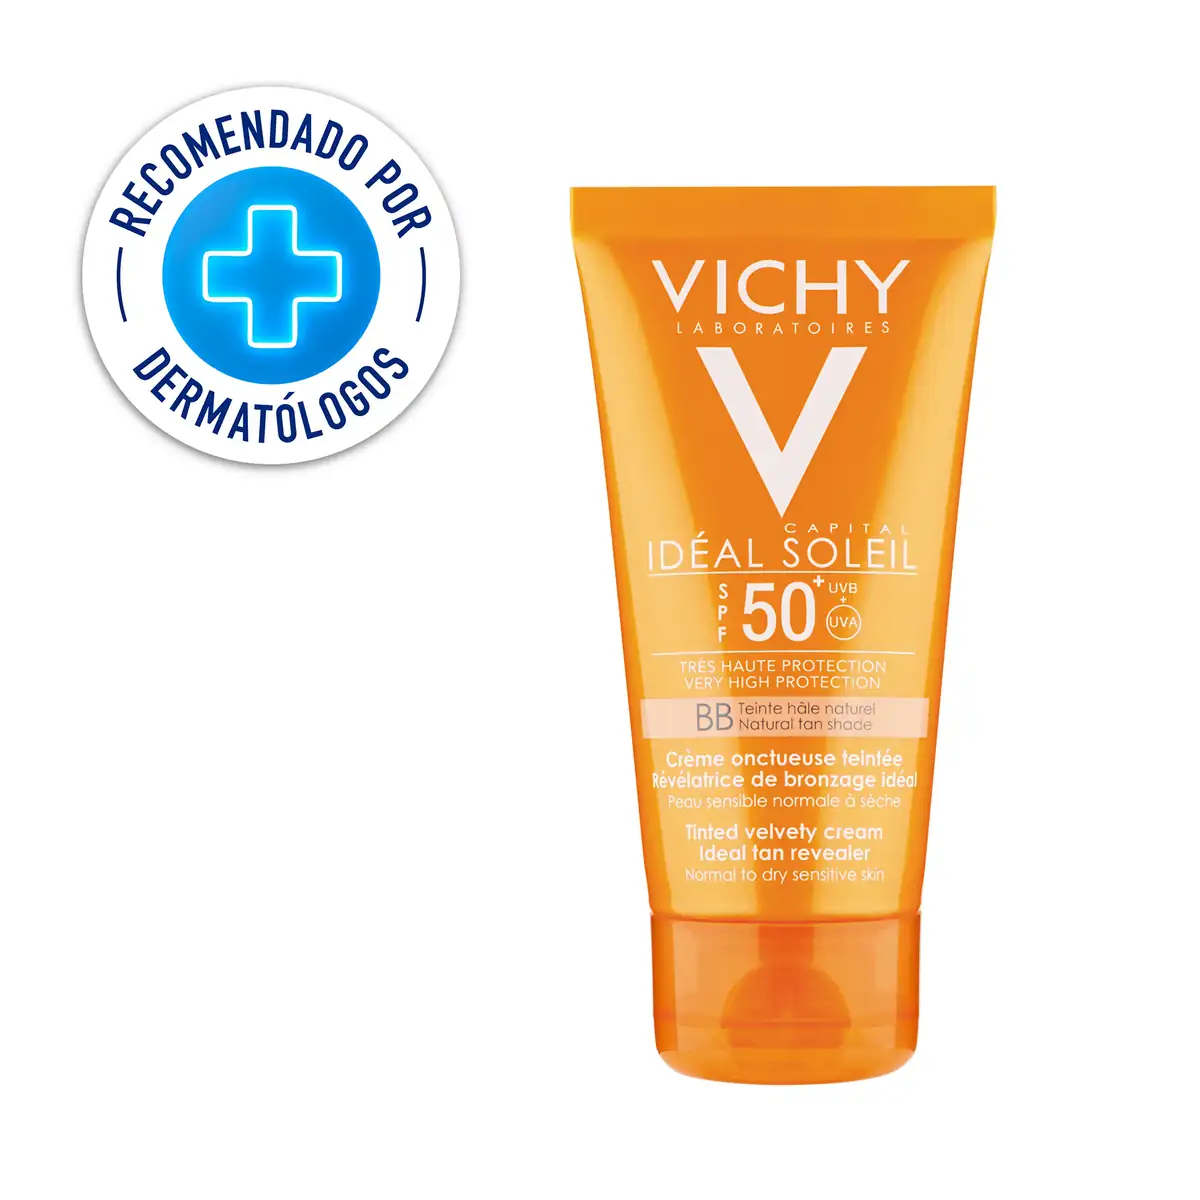 RECOMENDADO POR
DERMATÓLOGOS
VICHY
LABORATOIRES
V
CAPITAL
IDÉAL SOLEIL
SPF 50+ UVB + UVA
TRÈS HAUTE PROTECTION
VERY HIGH PROTECTION
BB Teinte hâle naturel
Natural tan shade
Crème onctueuse teintée
Révélatrice de bronzage idéal
Peau sensible normale à sèche
Tinted velvety cream
Ideal tan revealer
Normal to dry sensitive skin